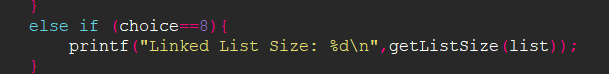 }
else if (choice==8){
printf("Linked List Size: %d\n",getListSize(list));
}